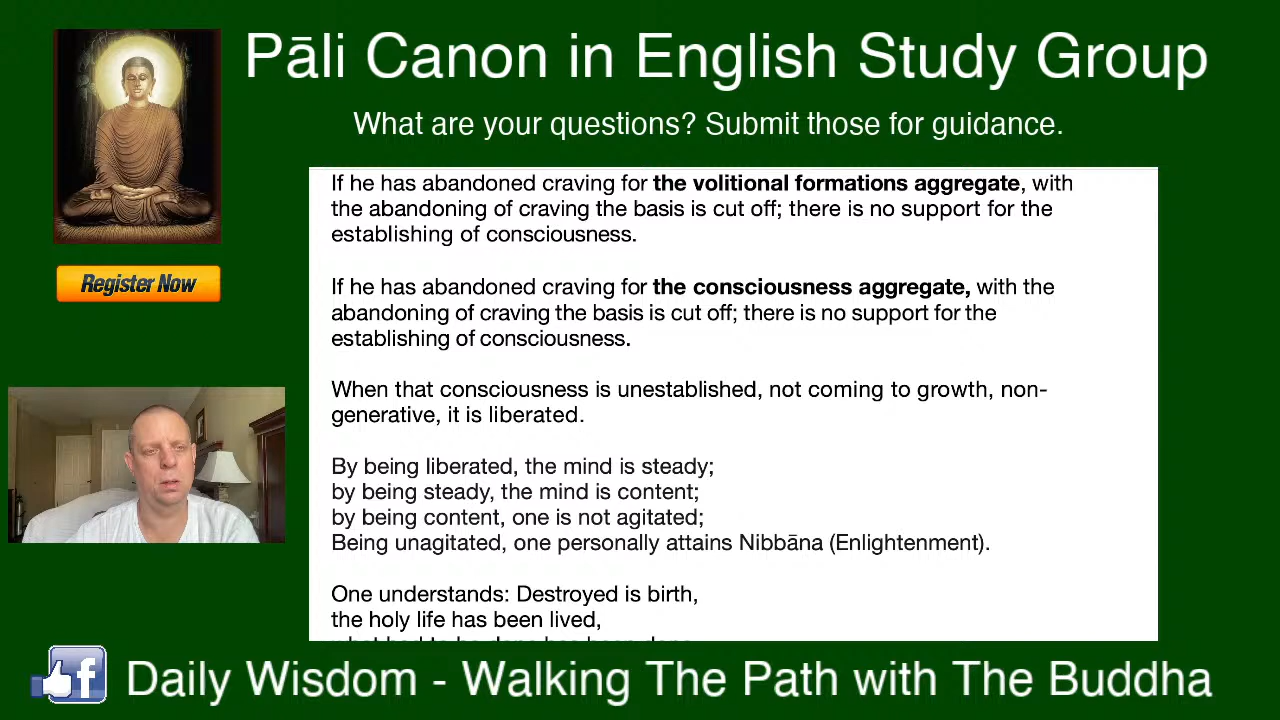 Pāli Canon in English Study Group
What are your questions? Submit those for guidance.
If he has abandoned craving for the volitional formations aggregate, with
the abandoning of craving the basis is cut off; there is no support for the
establishing of consciousness.
Register Now
If he has abandoned craving for the consciousness aggregate, with the
abandoning of craving the basis is cut off; there is no support for the
establishing of consciousness.
When that consciousness is unestablished, not coming to growth, non-
generative, it is liberated.
By being liberated, the mind is steady;
by being steady, the mind is content;
by being content, one is not agitated;
Being unagitated, one personally attains Nibbāna (Enlightenment).
One understands: Destroyed is birth,
the holy life has been lived,
f
Daily Wisdom - Walking The Path with The Buddha